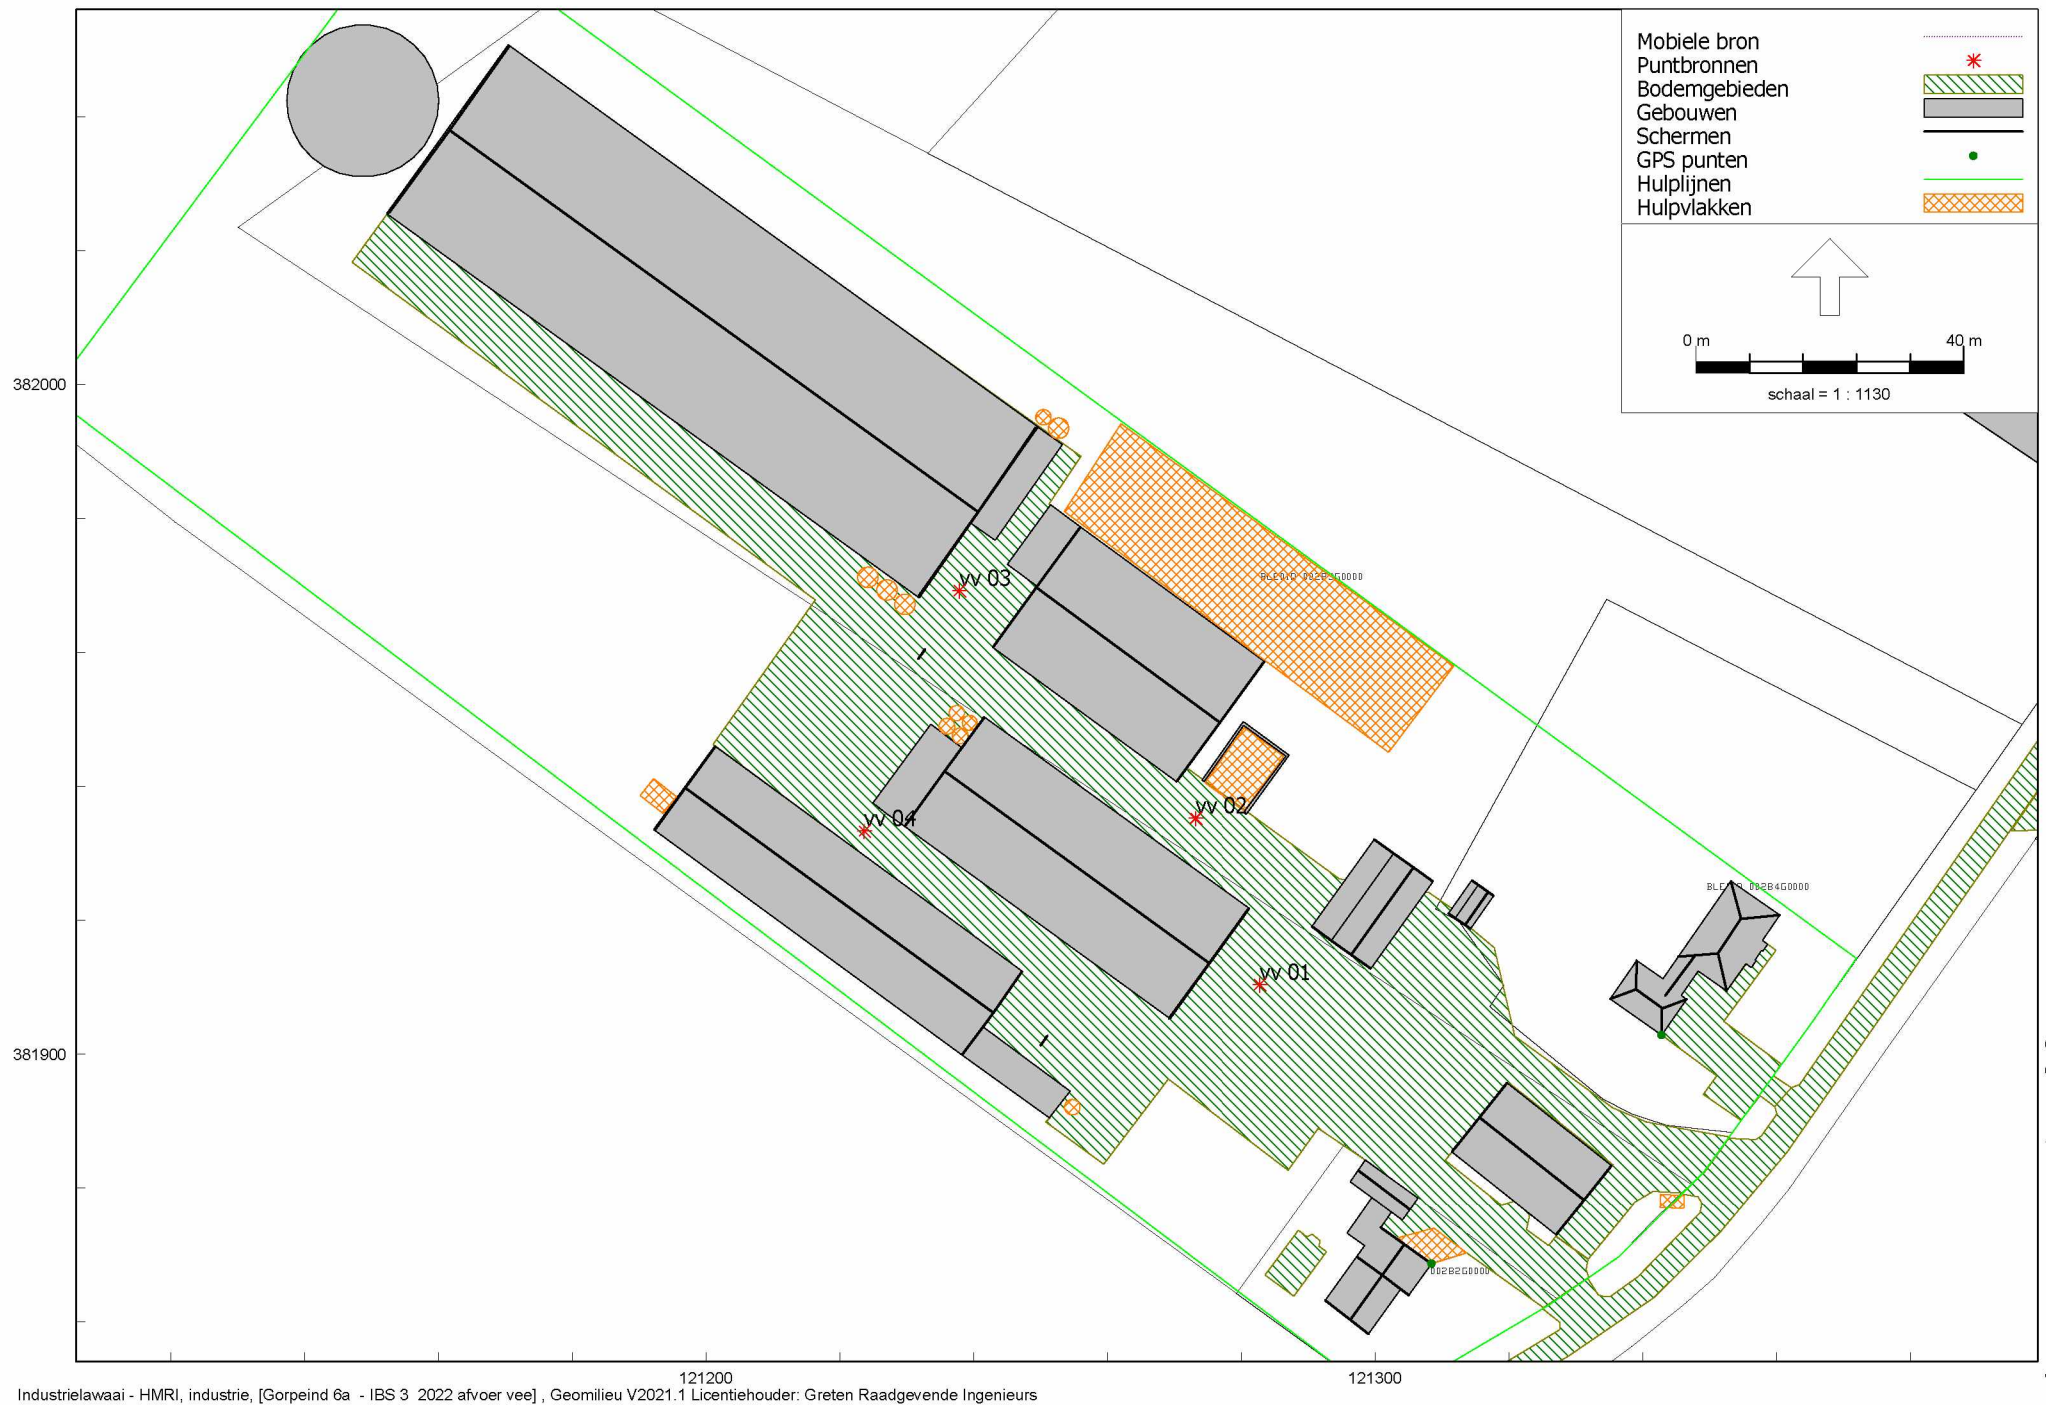 Mobiele bron
Puntbronnen
Bodemgebieden
Gebouwen
Schermen
GPS punten
Hulplijnen
Hulpvlakken
0 m 40 m
schaal = 1 : 1130
382000
vv 03
vv 02
vv 04
vv 01
381900
121200 121300
Industrielawaai - HMRI, industrie, [Gorpeind 6a - IBS 3 2022 afvoer vee] , Geomilieu V2021.1 Licentiehouder: Greten Raadgevende Ingenieurs